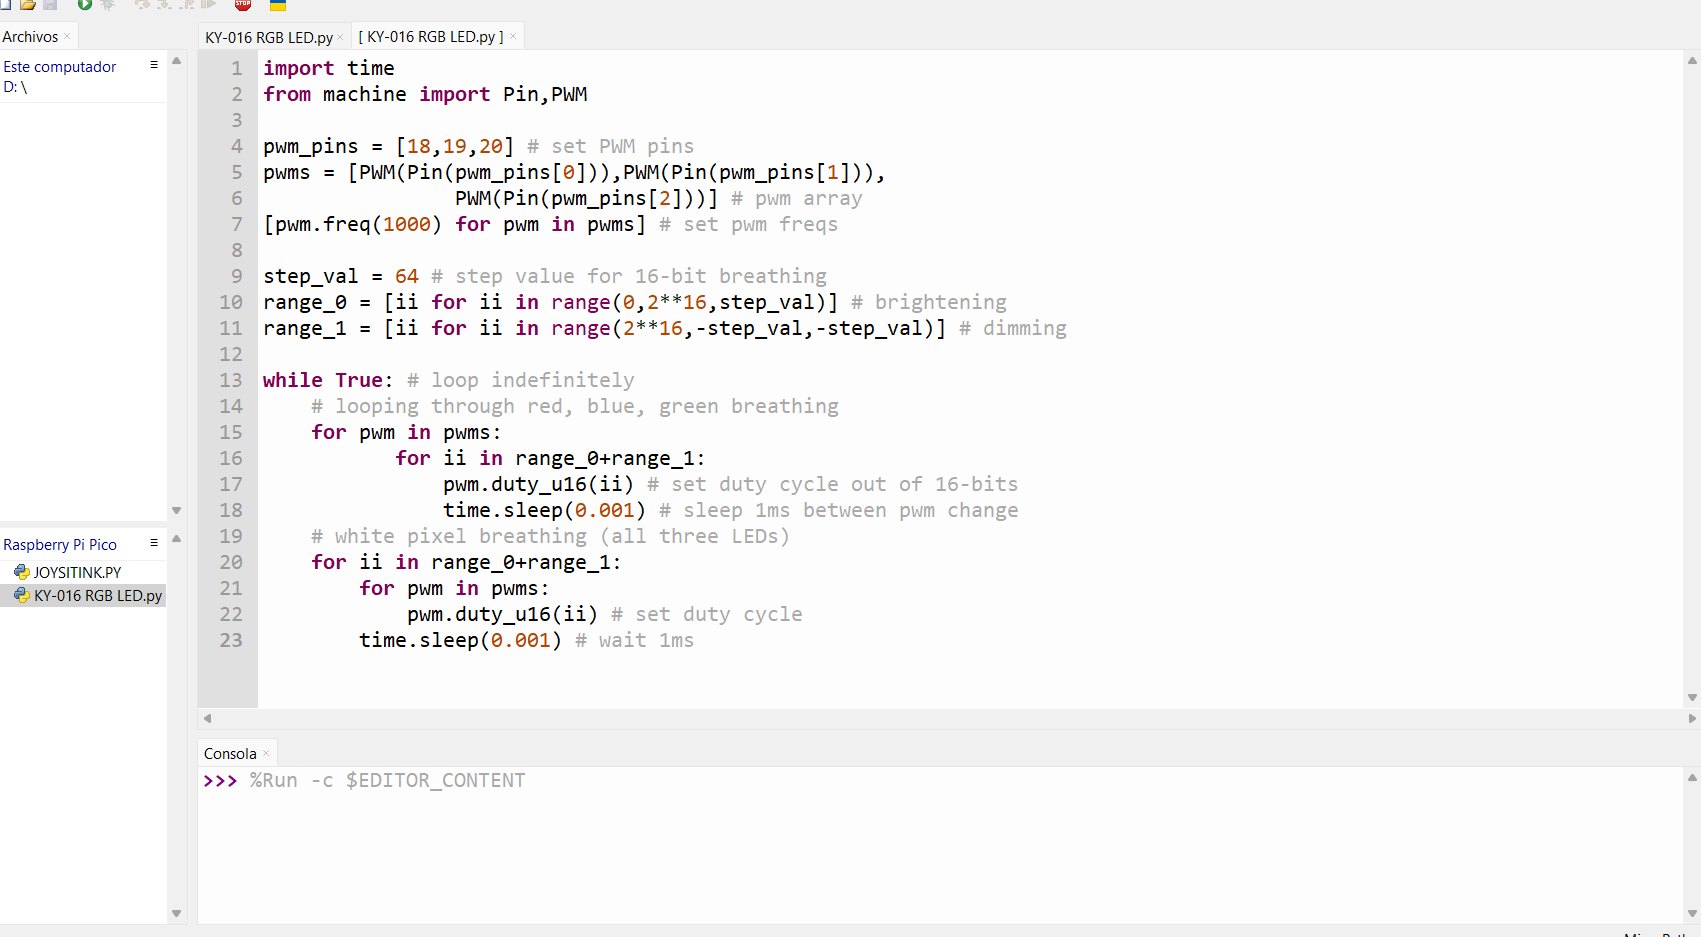 STOP
Archivos
Este computador
D: \
Raspberry Pi Pico
JOYSITINK.PY
KY-016 RGB LED.py
KY-016 RGB LED.py
[ KY-016 RGB LED.py ]
1 import time
2 from machine import Pin,PWM
3
4 pwm_pins = [18,19,20] # set PWM pins
5 pwms = [PWM(Pin(pwm_pins[0])),PWM(Pin(pwm_pins[1])),
6                 PWM(Pin(pwm_pins[2]))] # pwm array
7 [pwm.freq(1000) for pwm in pwms] # set pwm freqs
8
9 step_val = 64 # step value for 16-bit breathing
10 range_0 = [ii for ii in range(0,2**16,step_val)] # brightening
11 range_1 = [ii for ii in range(2**16,-step_val,-step_val)] # dimming
12
13 while True: # loop indefinitely
14     # looping through red, blue, green breathing
15     for pwm in pwms:
16            for ii in range_0+range_1:
17                pwm.duty_u16(ii) # set duty cycle out of 16-bits
18                time.sleep(0.001) # sleep 1ms between pwm change
19     # white pixel breathing (all three LEDs)
20     for ii in range_0+range_1:
21         for pwm in pwms:
22             pwm.duty_u16(ii) # set duty cycle
23         time.sleep(0.001) # wait 1ms
Consola
>>> %Run -c $EDITOR_CONTENT